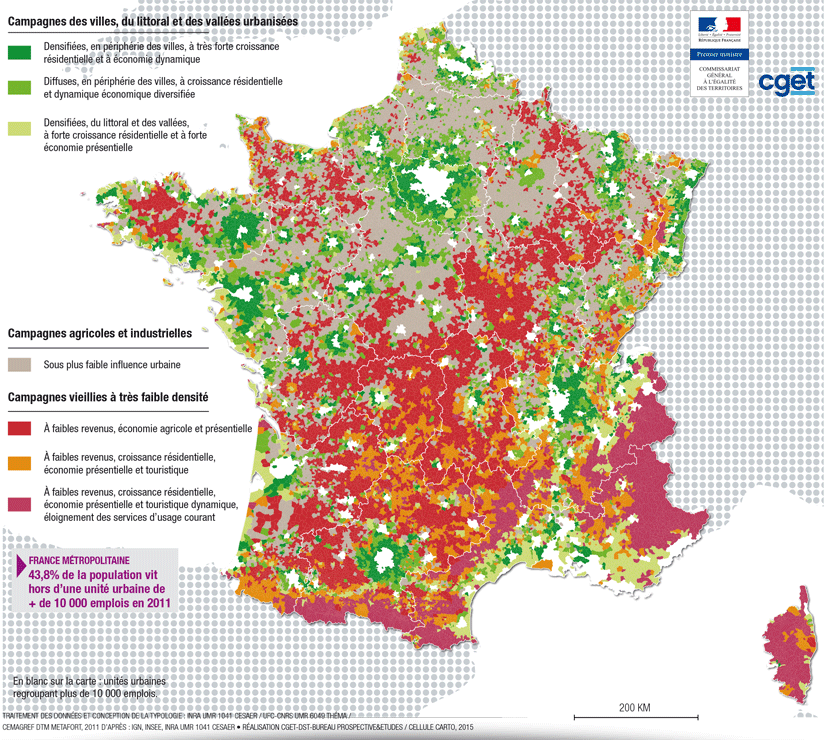 Campagnes des villes, du littoral et des vallées urbanisées
Densifiées, en périphérie des villes, à très forte croissance
résidentielle et à économie dynamique
Diffuses, en périphérie des villes, à croissance résidentielle
et dynamique économique diversifiée
Densifiées, du littoral et des vallées,
à forte croissance résidentielle et à forte
économie présentielle
Campagnes agricoles et industrielles
Sous plus faible influence urbaine
Campagnes vieillies à très faible densité
À faibles revenus, économie agricole et présentielle
À faibles revenus, croissance résidentielle,
économie présentielle et touristique
À faibles revenus, croissance résidentielle,
économie présentielle et touristique dynamique,
éloignement des services d'usage courant
FRANCE MÉTROPOLITAINE
43,8% de la population vit
hors d'une unité urbaine de
+ de 10 000 emplois en 2011
En blanc sur la carte : unités urbaines
regroupant plus de 10 000 emplois.
TRAITEMENT DES DONNÉES ET CONCEPTION DE LA TYPOLOGIE : INRA UMR 1041 CESAER / UFC-CNRS UMR 6049 THÉMA /
CEMAGREF DTM METAFORT, 2011 D'APRÈS : IGN, INSEE, INRA UMR 1041 CESAER • RÉALISATION CGET-DST-BUREAU PROSPECTIVE&ETUDES / CELLULE CARTO, 2015
200 KM
Liberté • Égalité • Fraternité
RÉPUBLIQUE FRANÇAISE
Premier ministre
COMMISSARIAT
GÉNÉRAL
À L'ÉGALITÉ
DES TERRITOIRES
cget